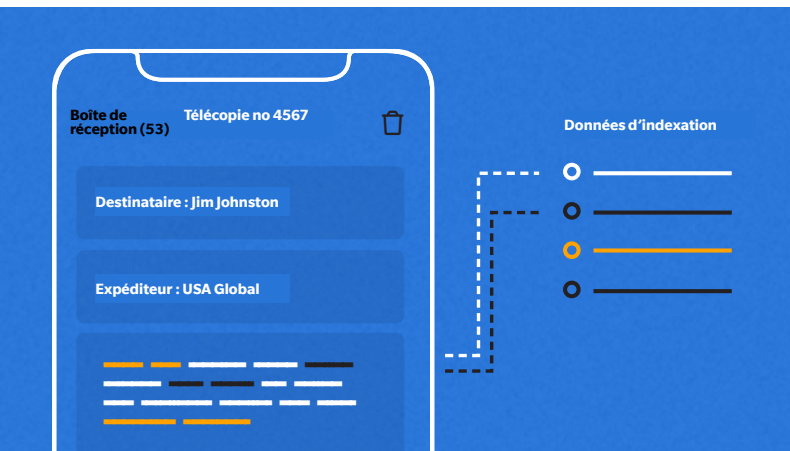 Boîte de
réception (53)
Télécopie no 4567
Données d'indexation
Destinataire : Jim Johnston
Expéditeur : USA Global